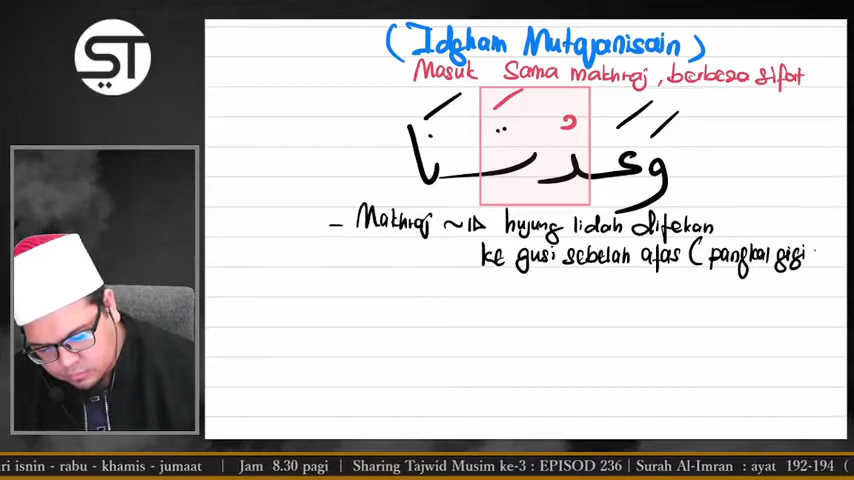 ST
(Idgham Mutajanisain)
Masuk Sama makhraj, berbeza sifat
وَعَدْتَنَا
- Makhraj ~ hujung lidah ditekan
ke gusi sebelah atas ( pangkal gigi
ri isnin - rabu - khamis - jumaat | Jam 8.30 pagi | Sharing Tajwid Musim ke-3 : EPISOD 236 | Surah Al-Imran : ayat 192-194 (